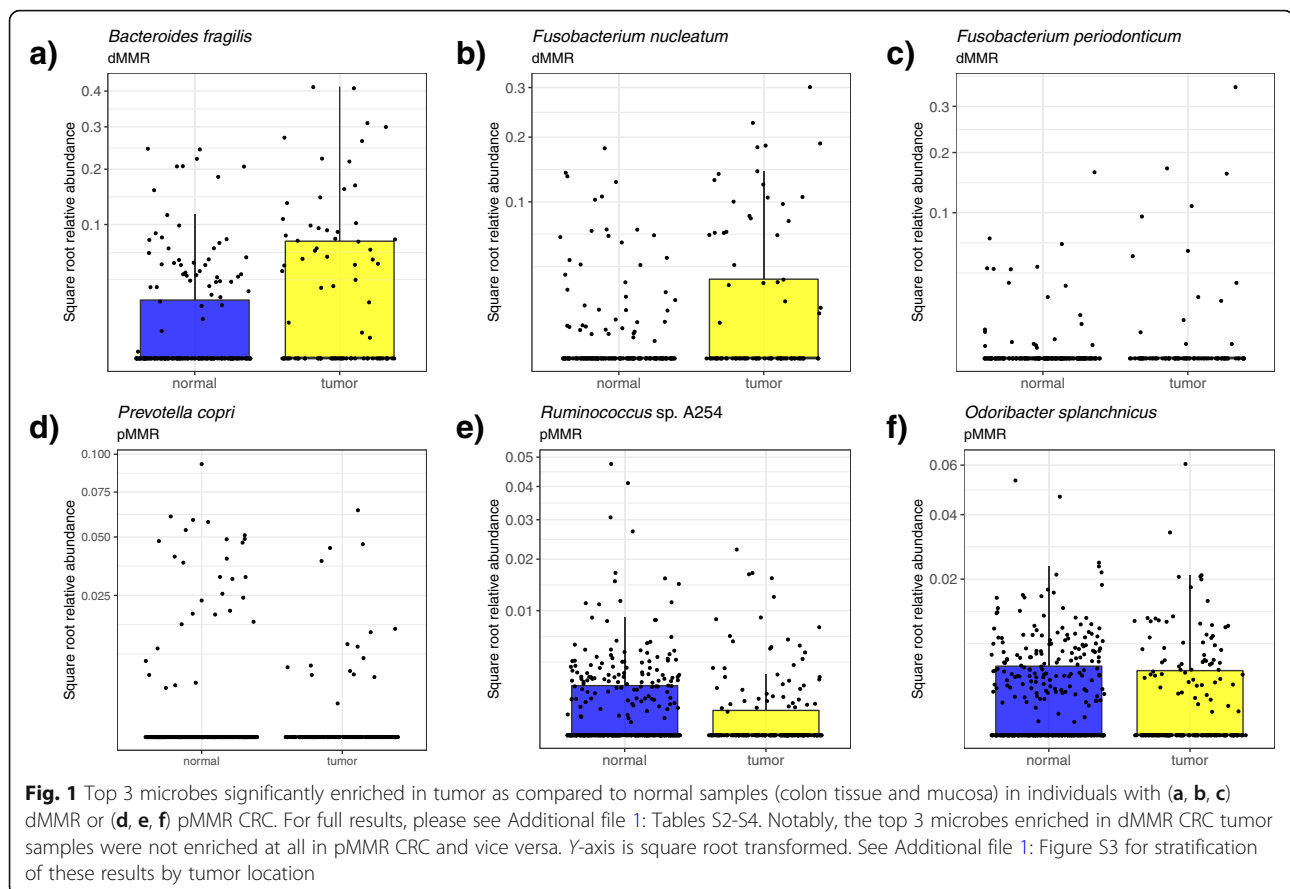 a)
Bacteroides fragilis
dMMR
Square root relative abundance
0.4
0.3
0.2
0.1
normal tumor
b)
Fusobacterium nucleatum
dMMR
Square root relative abundance
0.3
0.2
0.1
normal tumor
c)
Fusobacterium periodonticum
dMMR
Square root relative abundance
0.3
0.2
0.1
normal tumor
d)
Prevotella copri
pMMR
Square root relative abundance
0.100
0.075
0.050
0.025
normal tumor
e)
Ruminococcus sp. A254
pMMR
Square root relative abundance
0.05
0.04
0.03
0.02
0.01
normal tumor
f)
Odoribacter splanchnicus
pMMR
Square root relative abundance
0.06
0.04
0.02
normal tumor
Fig. 1 Top 3 microbes significantly enriched in tumor as compared to normal samples (colon tissue and mucosa) in individuals with (a, b, c)
dMMR or (d, e, f) pMMR CRC. For full results, please see Additional file 1: Tables S2-S4. Notably, the top 3 microbes enriched in dMMR CRC tumor
samples were not enriched at all in pMMR CRC and vice versa. Y-axis is square root transformed. See Additional file 1: Figure S3 for stratification
of these results by tumor location